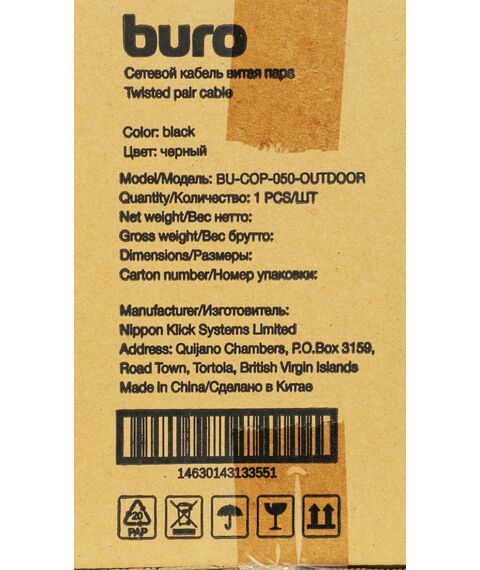 buro
Сетевой кабель витая пара
Twisted pair cable
Color: black
Цвет: черный
Model/Модель: BU-COP-050-OUTDOOR
Quantity/Количество: 1 PCS/ШТ
Net weight/Вес нетто:
Gross weight/Вес брутто:
Dimensions/Размеры:
Carton number/Номер упаковки:
Manufacturer/Изготовитель:
Nippon Klick Systems Limited
Address: Quijano Chambers, P.O.Box 3159,
Road Town, Tortola, British Virgin Islands
Made in China/Сделано в Китае
14630143133551
20
PAP